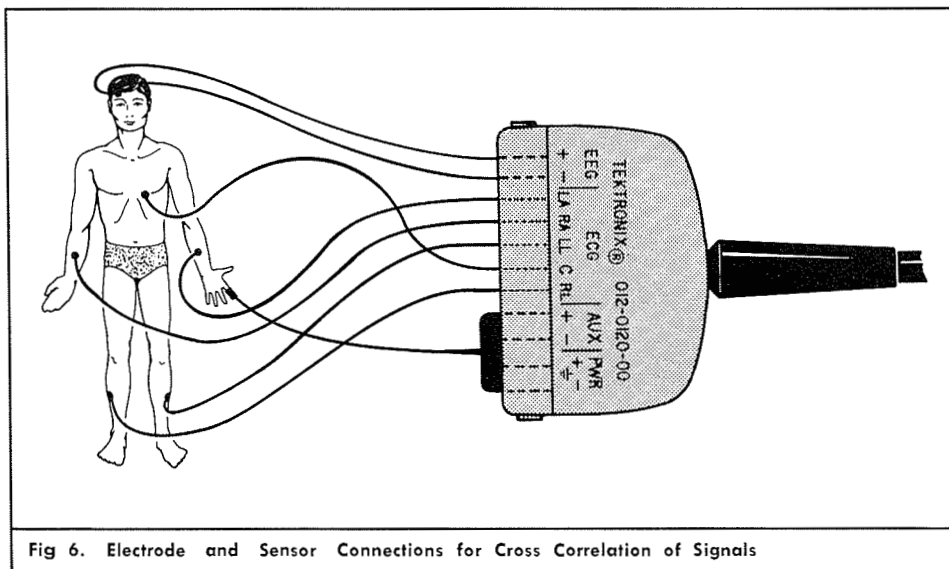 TEKTRONIX® 012-0120-00
EEG ECG AUX PWR
+ - LA RA LL C RL + - + -
Fig 6. Electrode and Sensor Connections for Cross Correlation of Signals